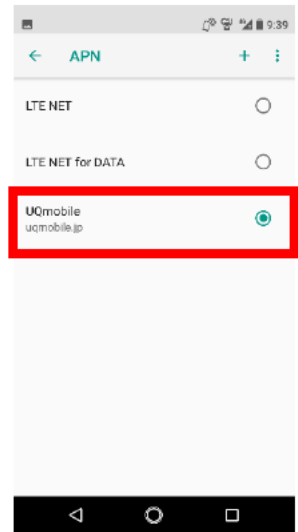 9:39
APN
LTE NET
LTE NET for DATA
UQmobile
uqmobile.jp